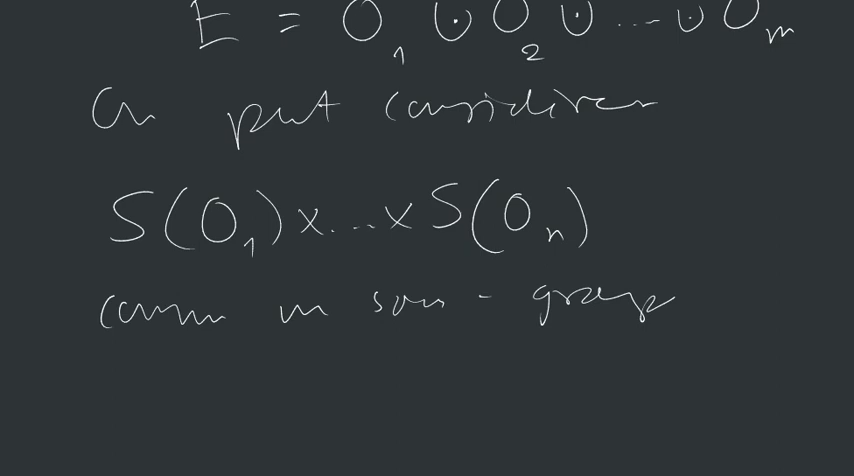 E = O₁ ⊍ O₂ ⊍ ... ⊍ Oₘ
On peut considérer
S(O₁) x ... x S(Oₙ)
comme un sous-groupe